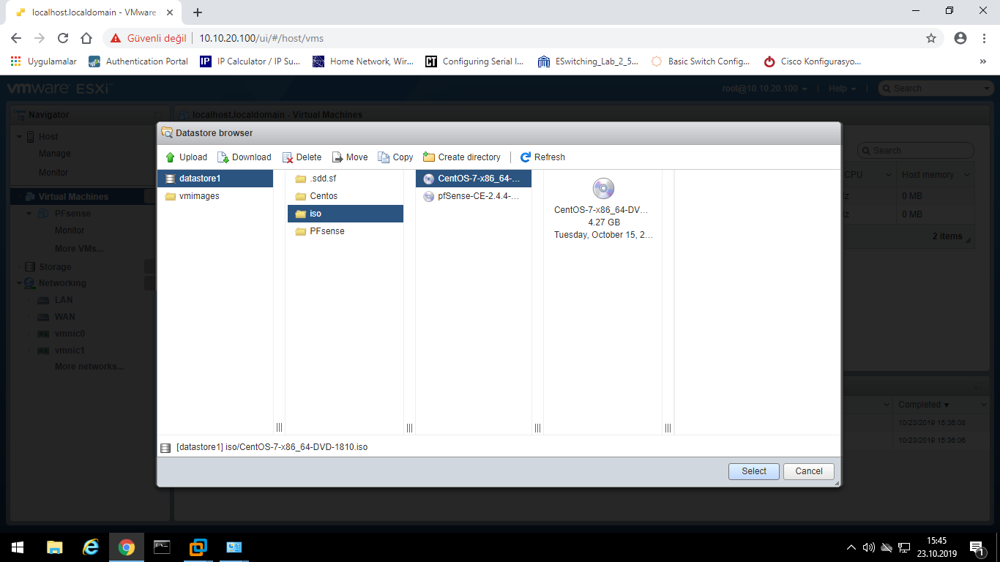 localhost.localdomain - VMware
Güvenli değil
10.10.20.100/ui/#/host/vms
Uygulamalar
Authentication Portal
IP Calculator / IP Su...
Home Network, Wir...
Configuring Serial I...
ESwitching_Lab_2_5...
Basic Switch Config...
Cisco Konfigurasyo...
»
vmware ESXi™
root@10.10.20.100
Help
Search
Navigator
localhost.localdomain - Virtual Machines
Host
Manage
Monitor
Virtual Machines
PFsense
Monitor
More VMs...
Storage
Networking
LAN
WAN
vmnic0
vmnic1
More networks...
Datastore browser
Upload
Download
Delete
Move
Copy
Create directory
Refresh
datastore1
vmimages
.sdd.sf
Centos
iso
PFsense
CentOS-7-x86_64-...
pfSense-CE-2.4.4-...
CentOS-7-x86_64-DV...
4.27 GB
Tuesday, October 15, 2...
[datastore1] iso/CentOS-7-x86_64-DVD-1810.iso
Select
Cancel
Search
CPU
Host memory
0 MB
0 MB
2 items
Completed
10/23/2019 15:36:08
10/23/2019 15:36:06
15:45
23.10.2019
1